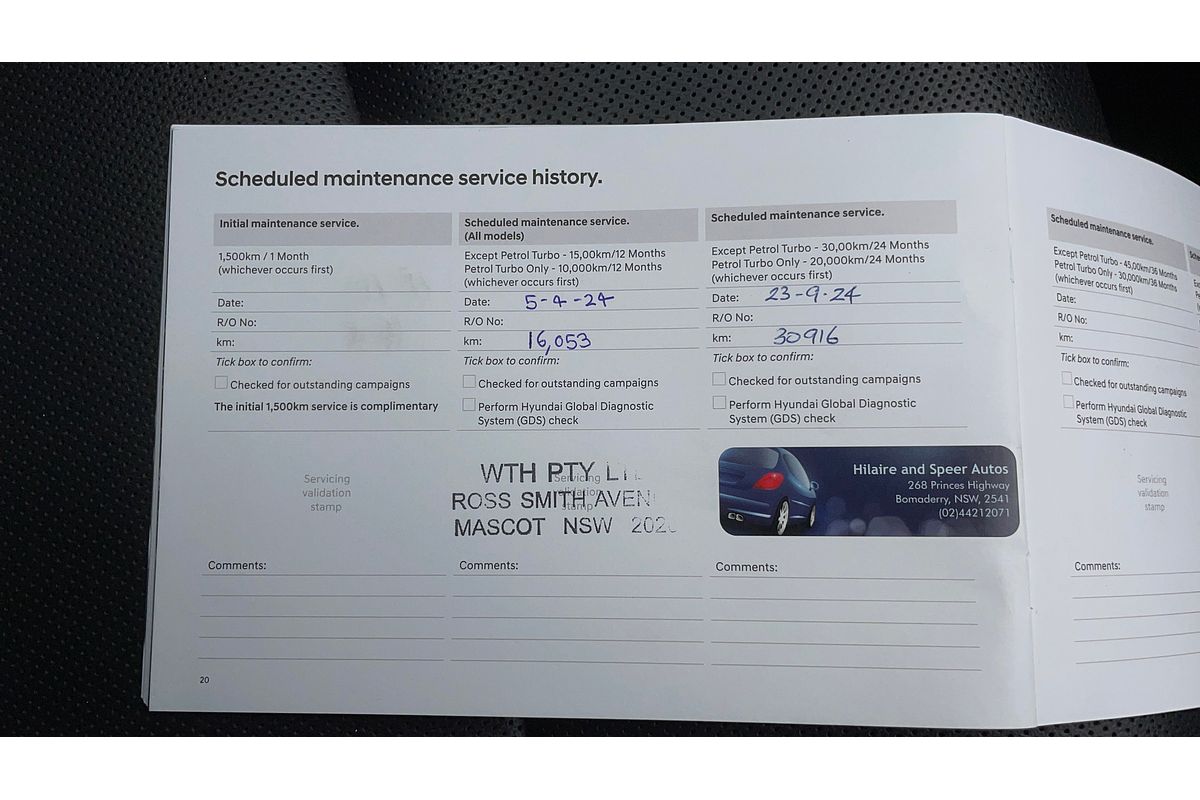 Scheduled maintenance service history.
Initial maintenance service.
1,500km / 1 Month
(whichever occurs first)
Date:
R/O No:
km:
Tick box to confirm:
Checked for outstanding campaigns
The initial 1,500km service is complimentary
Servicing
validation
stamp
Comments:
Scheduled maintenance service.
(All models)
Except Petrol Turbo - 15,00km/12 Months
Petrol Turbo Only - 10,000km/12 Months
(whichever occurs first)
Date: 5-4-24
R/O No:
km: 16,053
Tick box to confirm:
Checked for outstanding campaigns
Perform Hyundai Global Diagnostic
System (GDS) check
Servicing
validation
stamp
WTH PTY
ROSS SMITH
MASCOT NSW
Comments:
Scheduled maintenance service.
Except Petrol Turbo - 30,00km/24 Months
Petrol Turbo Only - 20,000km/24 Months
(whichever occurs first)
Date: 23-9-24
R/O No:
km: 30916
Tick box to confirm:
Checked for outstanding campaigns
Perform Hyundai Global Diagnostic
System (GDS) check
Hilaire and Speer Autos
268 Princes Highway
Bomaderry, NSW, 2541
(02)44212071
Comments:
20
Scheduled maintenance service.
Except Petrol Turbo - 45,00km/36 Months
Petrol Turbo Only - 30,000km/36 Months
(whichever occurs first)
Date:
R/O No:
km:
Tick box to confirm:
Checked for outstanding campaigns
Perform Hyundai Global Diagnostic
System (GDS) check
Servicing
validation
stamp
Comments: